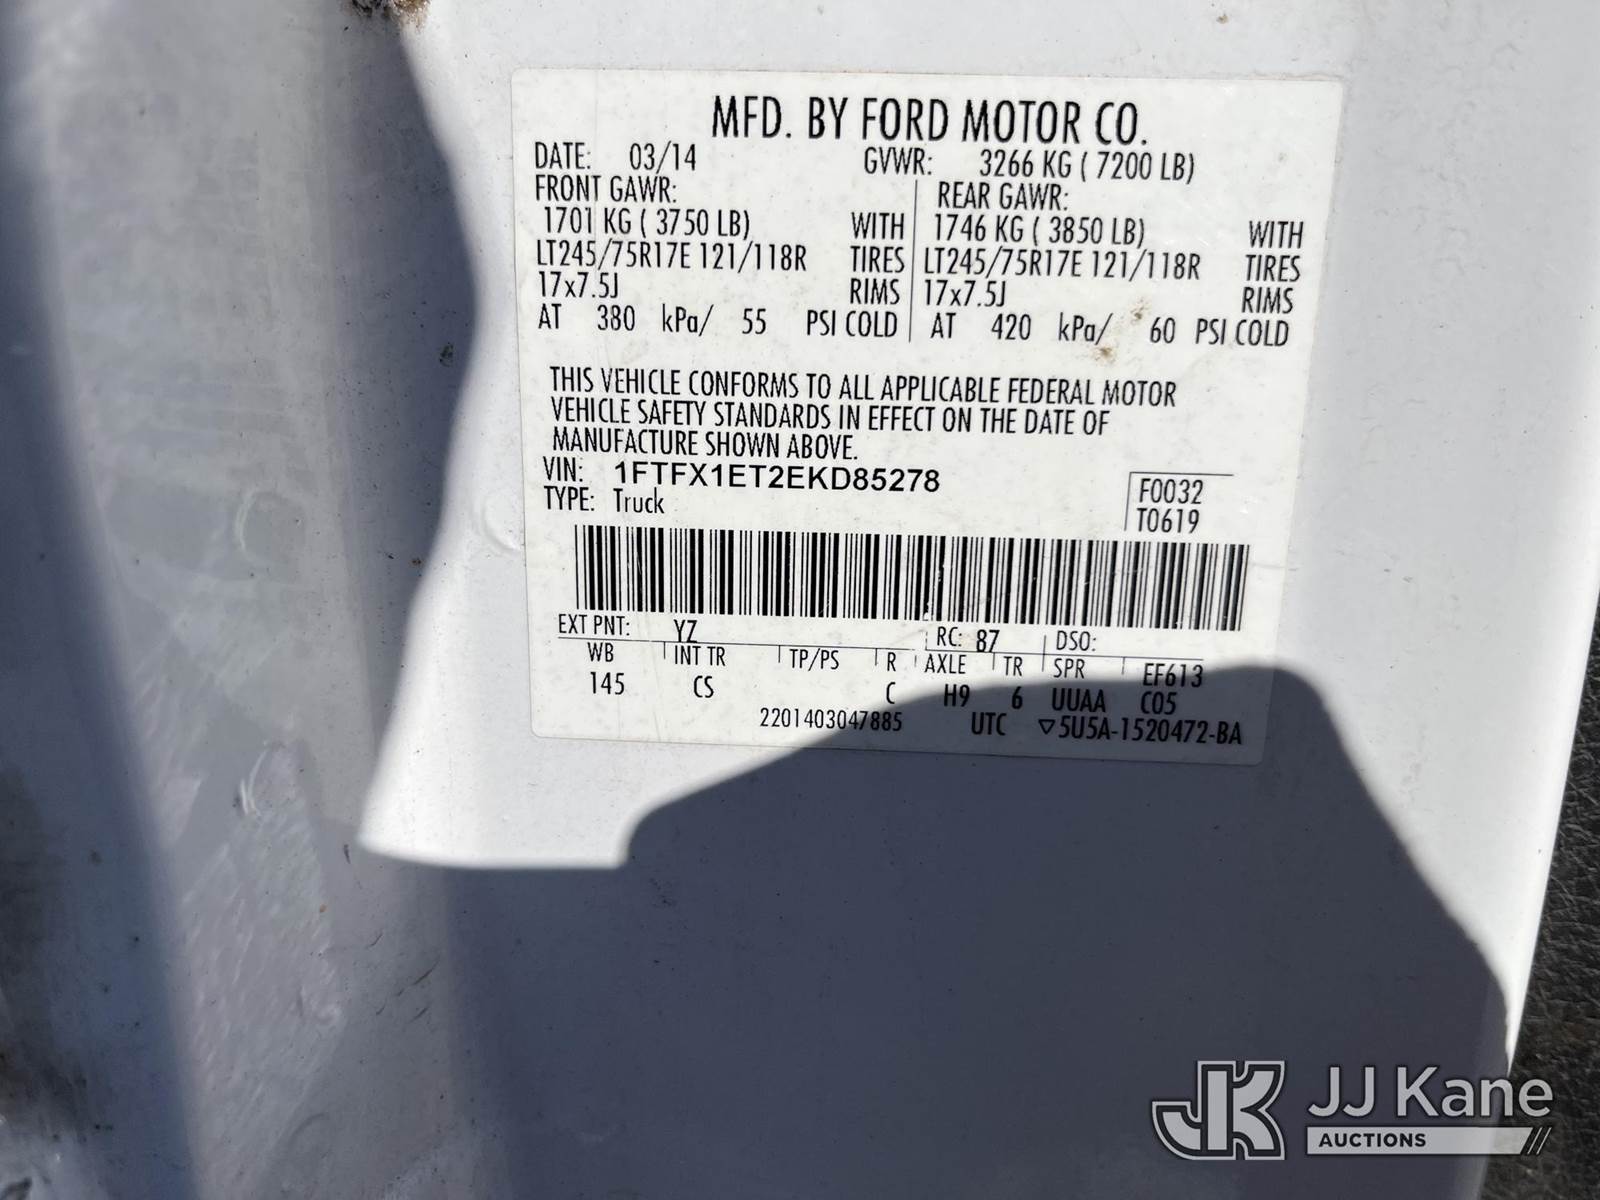 MFD. BY FORD MOTOR CO.
DATE: 03/14 GVWR: 3266 KG ( 7200 LB)
FRONT GAWR: REAR GAWR:
1701 KG ( 3750 LB) WITH 1746 KG ( 3850 LB) WITH
LT245/75R17E 121/118R TIRES LT245/75R17E 121/118R TIRES
17x7.5J RIMS 17x7.5J RIMS
AT 380 kPa/ 55 PSI COLD AT 420 kPa/ 60 PSI COLD
THIS VEHICLE CONFORMS TO ALL APPLICABLE FEDERAL MOTOR
VEHICLE SAFETY STANDARDS IN EFFECT ON THE DATE OF
MANUFACTURE SHOWN ABOVE.
VIN: 1FTFX1ET2EKD85278
TYPE: Truck
F0032
T0619
EXT PNT: YZ RC: 87 DSO:
WB INT TR TP/PS R AXLE TR SPR EF613
145 CS C H9 6 UUAA C05
2201403047885 UTC ▽5U5A-1520472-BA
JK JJ Kane
AUCTIONS